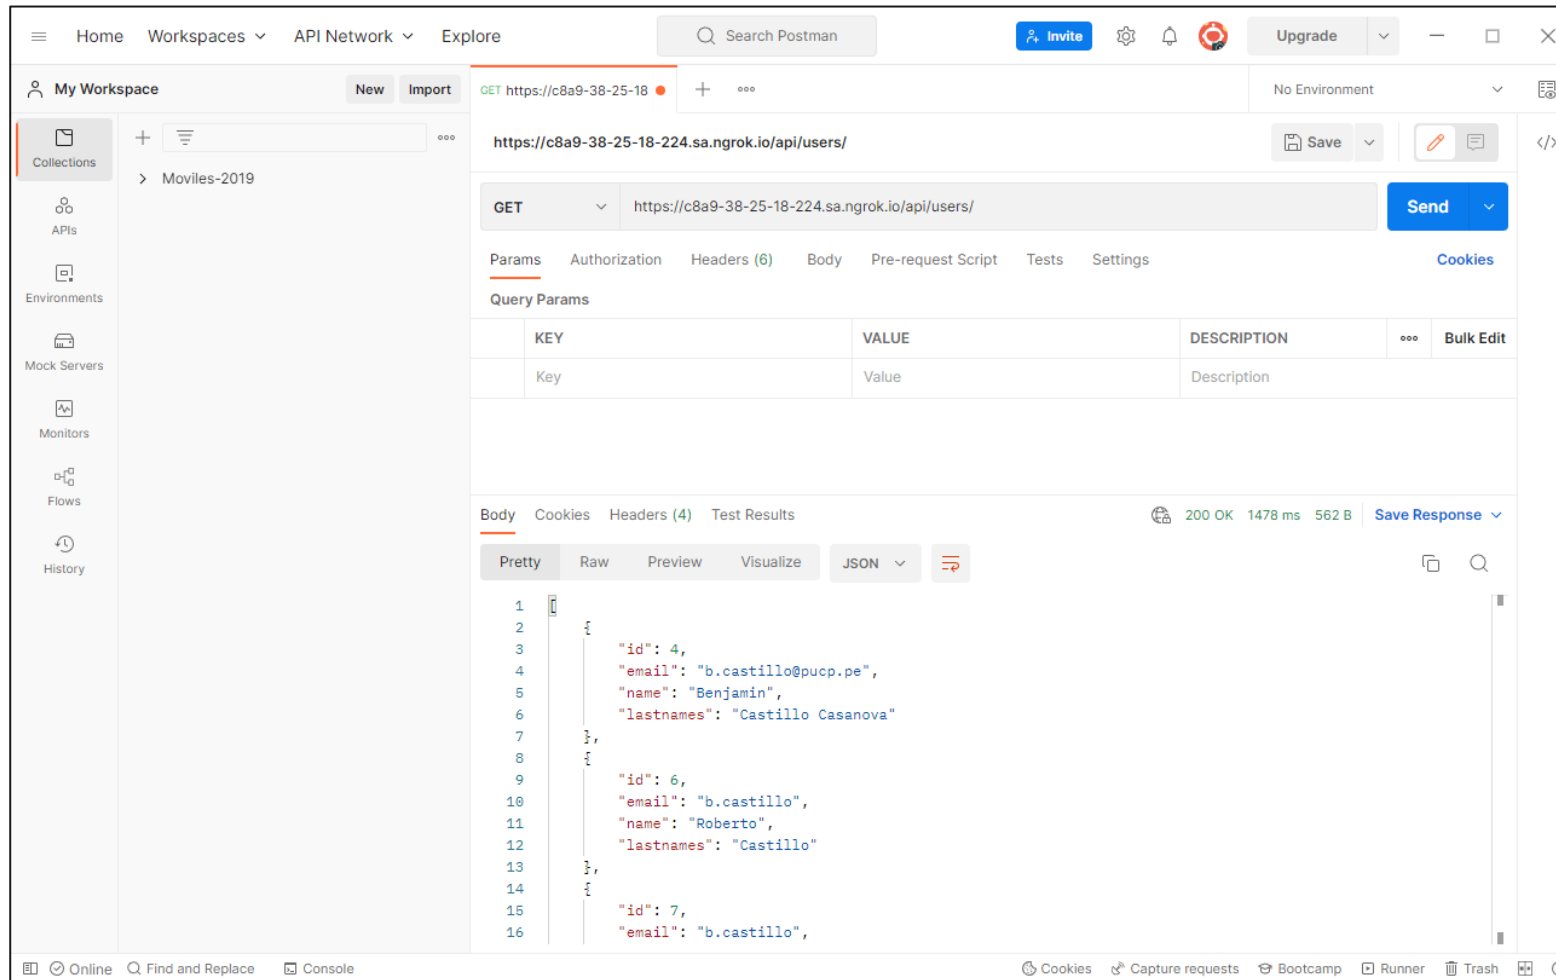 Home Workspaces API Network Explore Search Postman Invite Upgrade
My Workspace New Import GET https://c8a9-38-25-18 No Environment
Collections
Moviles-2019
APIs
Environments
Mock Servers
Monitors
Flows
History
https://c8a9-38-25-18-224.sa.ngrok.io/api/users/ Save
GET https://c8a9-38-25-18-224.sa.ngrok.io/api/users/ Send
Params Authorization Headers (6) Body Pre-request Script Tests Settings Cookies
Query Params
KEY VALUE DESCRIPTION Bulk Edit
Key Value Description
Body Cookies Headers (4) Test Results 200 OK 1478 ms 562 B Save Response
Pretty Raw Preview Visualize JSON
1 [
2 {
3 "id": 4,
4 "email": "b.castillo@pucp.pe",
5 "name": "Benjamin",
6 "lastnames": "Castillo Casanova"
7 },
8 {
9 "id": 6,
10 "email": "b.castillo",
11 "name": "Roberto",
12 "lastnames": "Castillo"
13 },
14 {
15 "id": 7,
16 "email": "b.castillo",
Online Find and Replace Console Cookies Capture requests Bootcamp Runner Trash